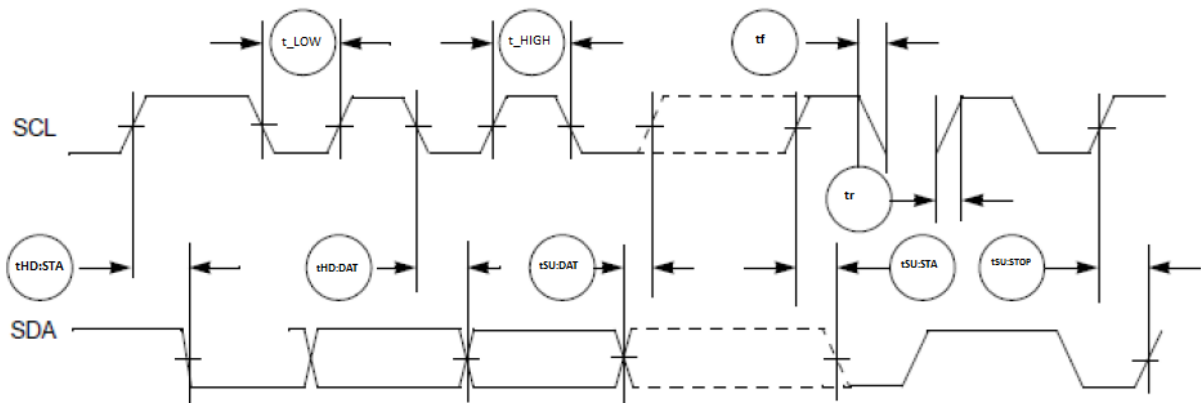 t_LOW
t_HIGH
tf
SCL
tr
tHD:STA
tHD:DAT
tSU:DAT
tSU:STA
tSU:STOP
SDA